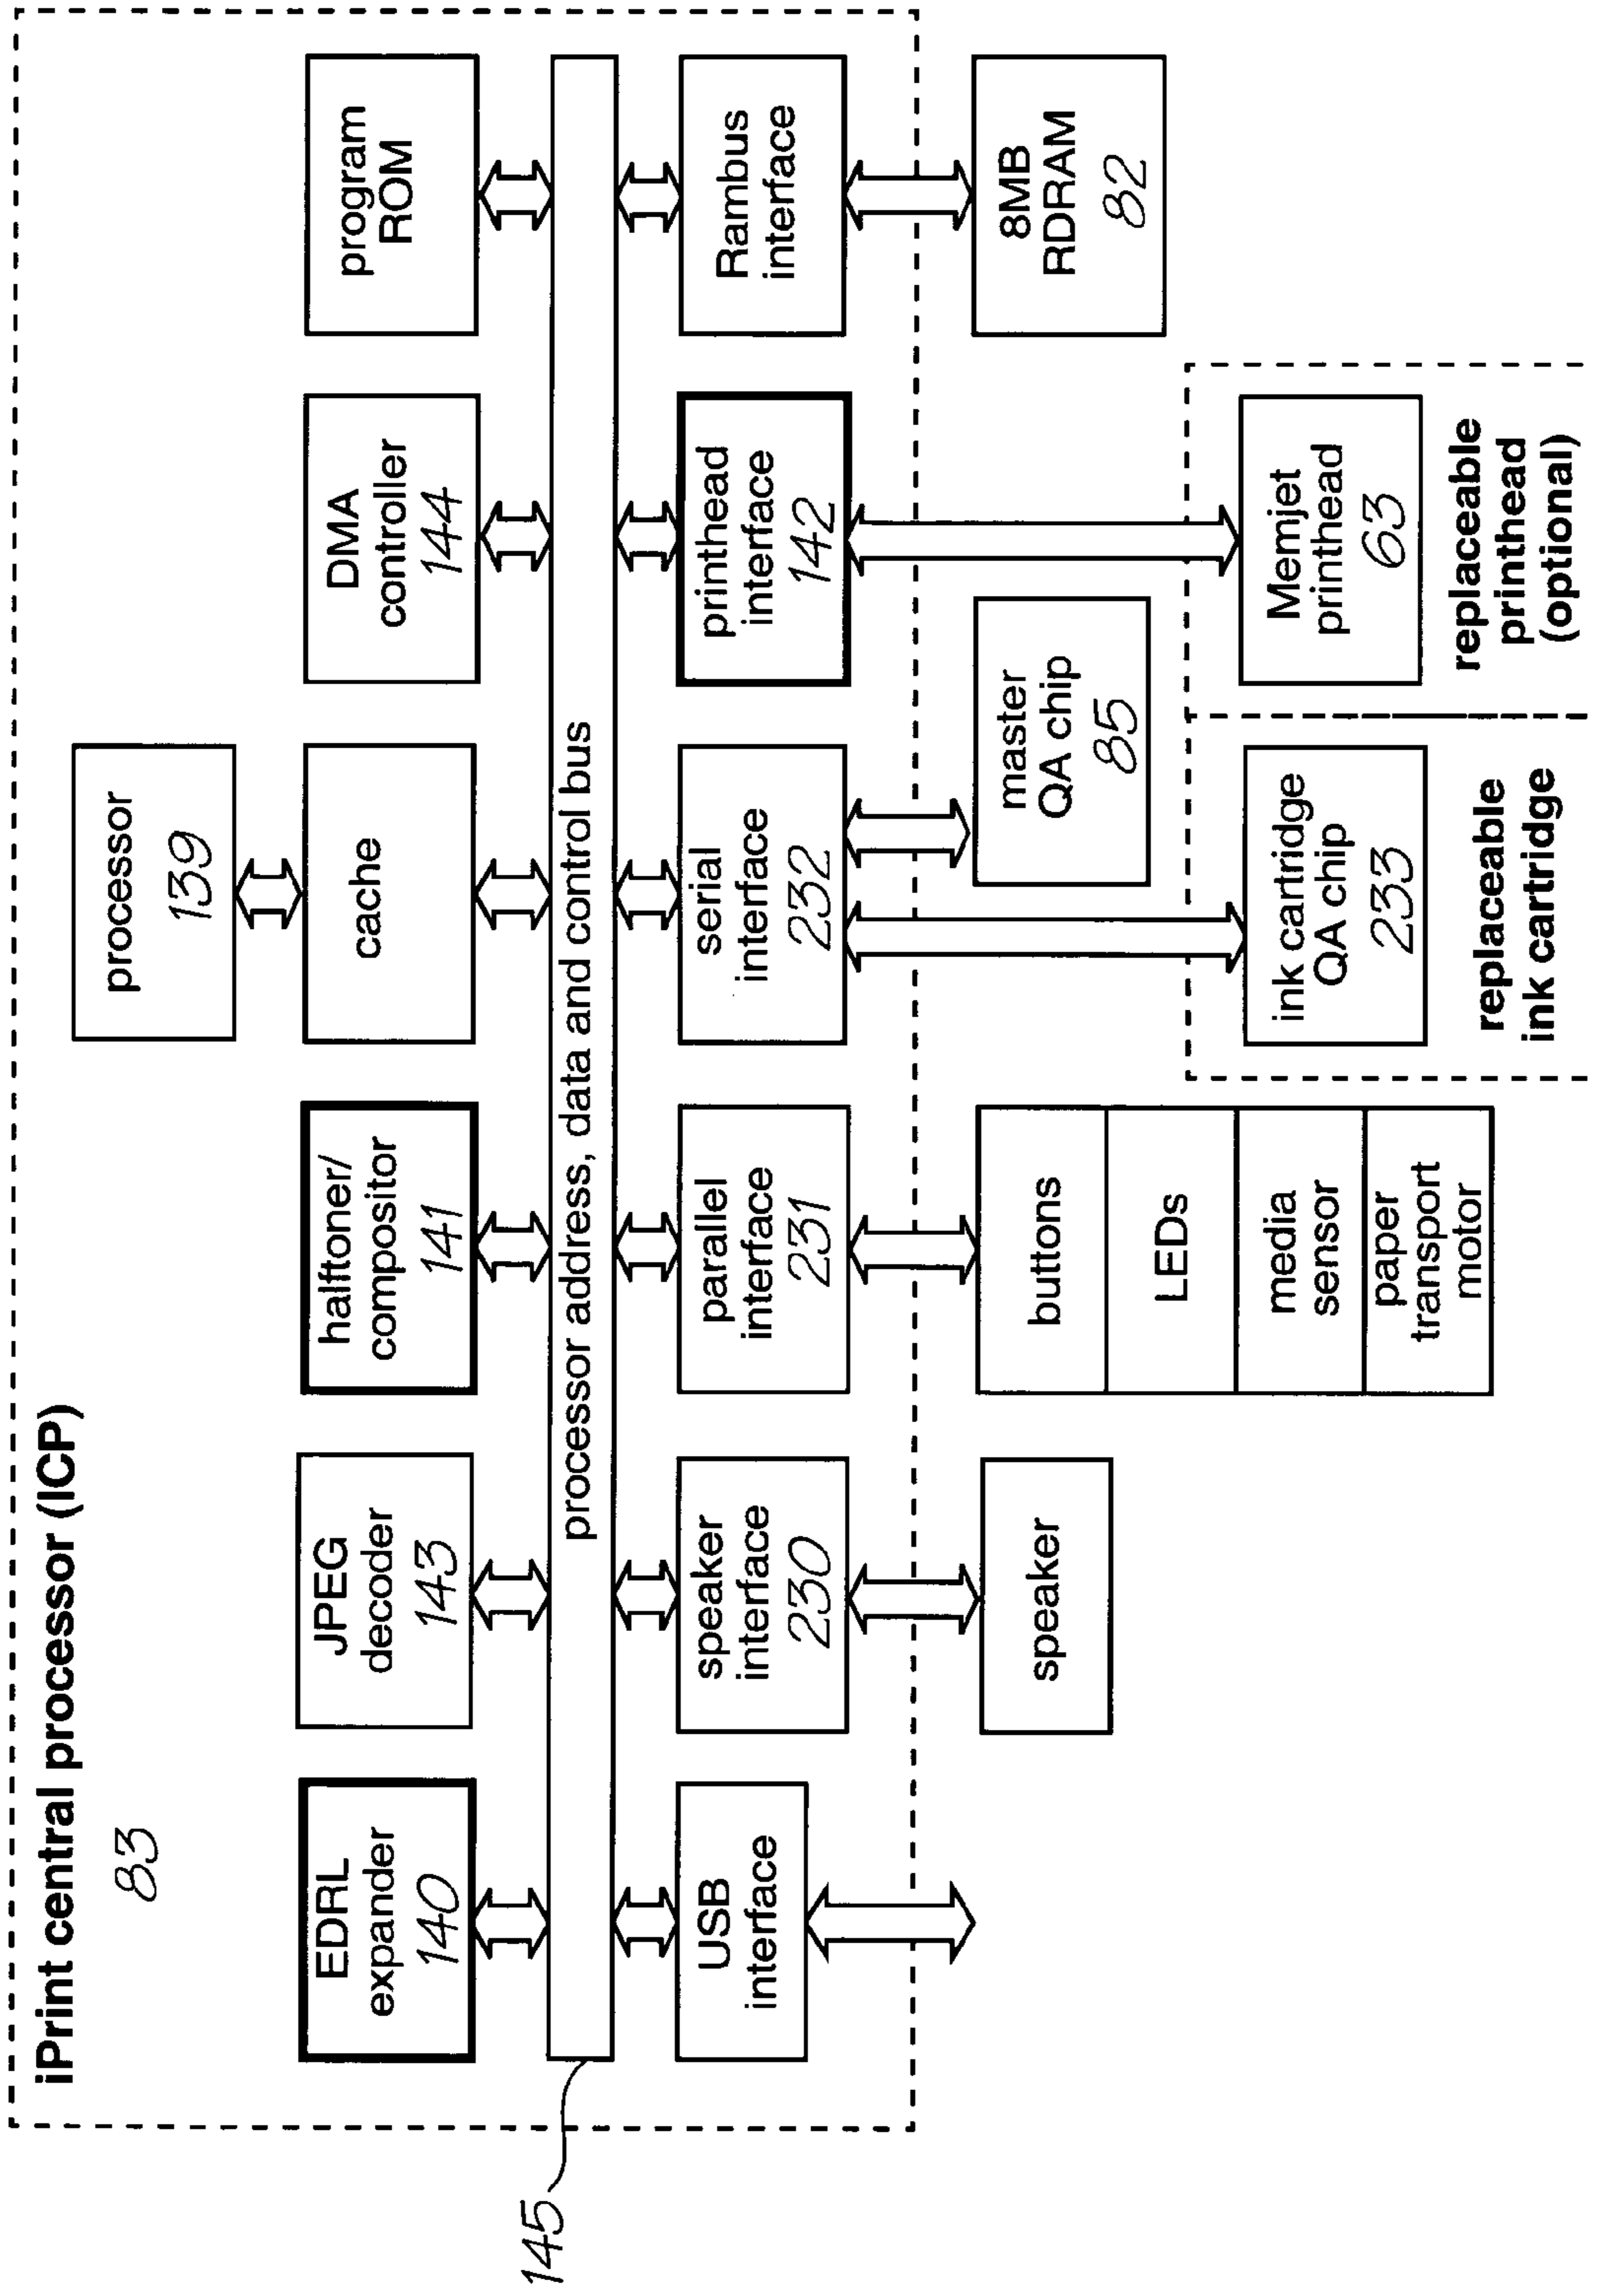 iPrint central processor (ICP)
83
processor
139
EDRL
expander
140
JPEG
decoder
143
halftoner/
compositor
141
cache
DMA
controller
144
program
ROM
145
processor address, data and control bus
USB
interface
speaker
interface
230
parallel
interface
231
serial
interface
232
printhead
interface
142
Rambus
interface
speaker
buttons
LEDs
media
sensor
paper
transport
motor
master
QA chip
85
8MB
RDRAM
82
ink cartridge
QA chip
233
replaceable
ink cartridge
Memjet
printhead
63
replaceable
printhead
(optional)